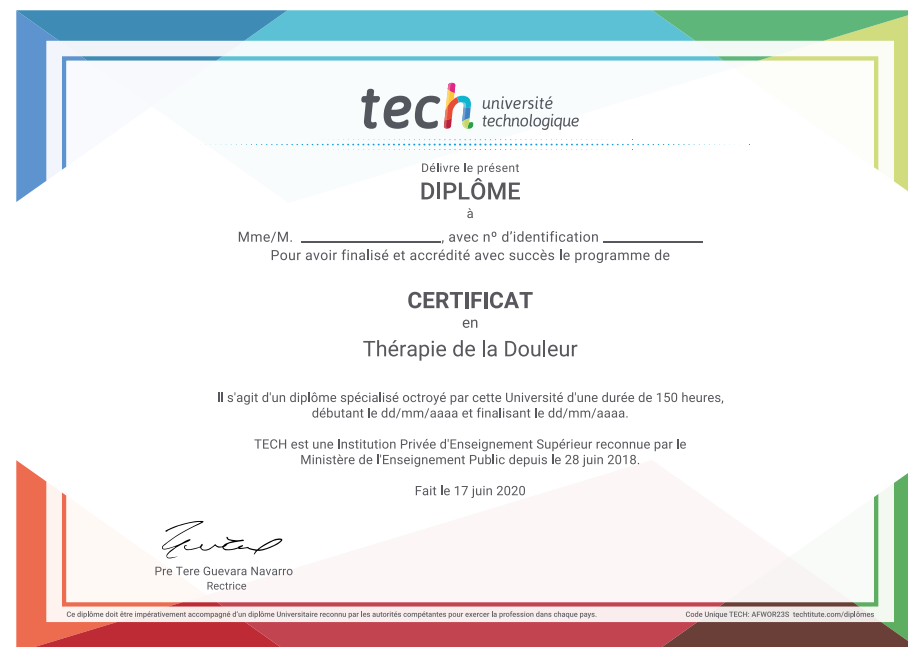 tech université
technologique
Délivre le présent
DIPLÔME
à
Mme/M. ____________________, avec nº d'identification ______________
Pour avoir finalisé et accrédité avec succès le programme de
CERTIFICAT
en
Thérapie de la Douleur
Il s'agit d'un diplôme spécialisé octroyé par cette Université d'une durée de 150 heures,
débutant le dd/mm/aaaa et finalisant le dd/mm/aaaa.
TECH est une Institution Privée d'Enseignement Supérieur reconnue par le
Ministère de l'Enseignement Public depuis le 28 juin 2018.
Fait le 17 juin 2020
Pre Tere Guevara Navarro
Rectrice
Ce diplôme doit être impérativement accompagné d'un diplôme Universitaire reconnu par les autorités compétentes pour exercer la profession dans chaque pays.
Code Unique TECH: AFWOR23S techtitute.com/diplômes